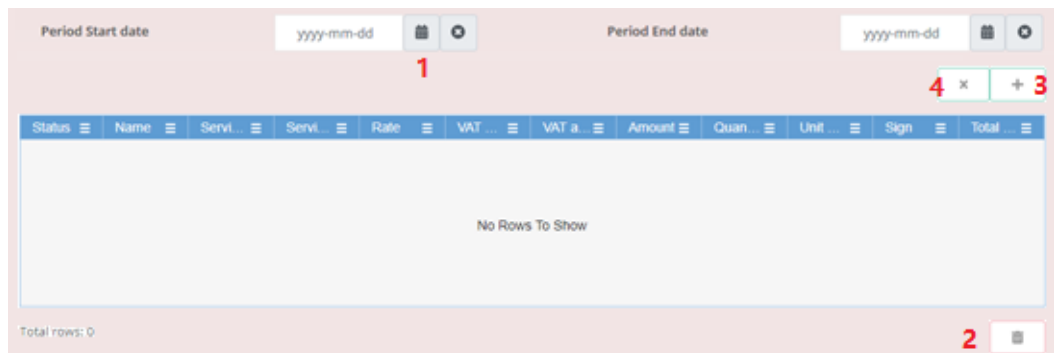 Period Start date yyyy-mm-dd Period End date yyyy-mm-dd
1
4 3
Status Name Servi... Servi... Rate VAT ... VAT a... Amount Quan... Unit ... Sign Total ...
No Rows To Show
Total rows: 0
2